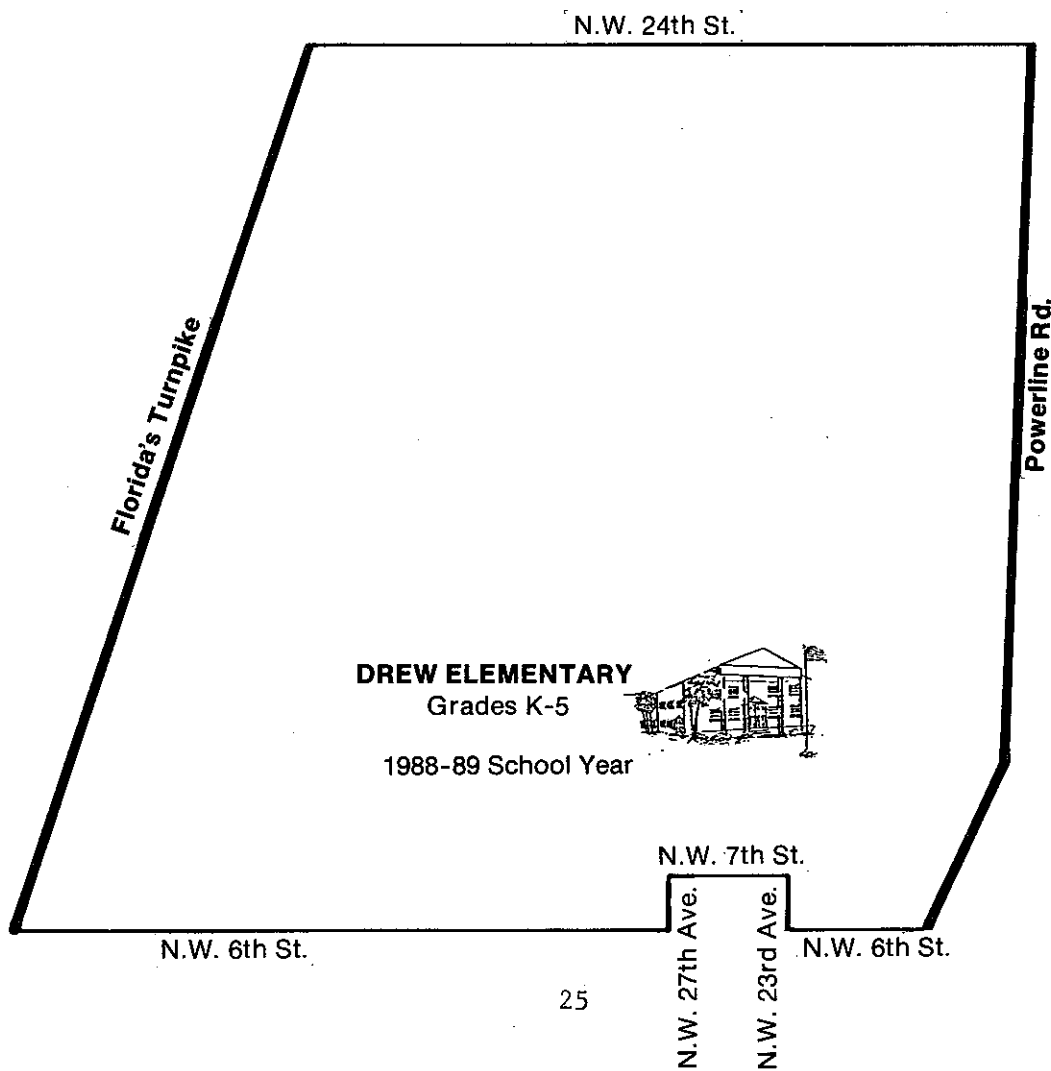 N.W. 24th St.
Florida's Turnpike
Powerline Rd.
DREW ELEMENTARY
Grades K-5
1988-89 School Year
N.W. 7th St.
N.W. 6th St.
N.W. 27th Ave.
N.W. 23rd Ave.
N.W. 6th St.
25